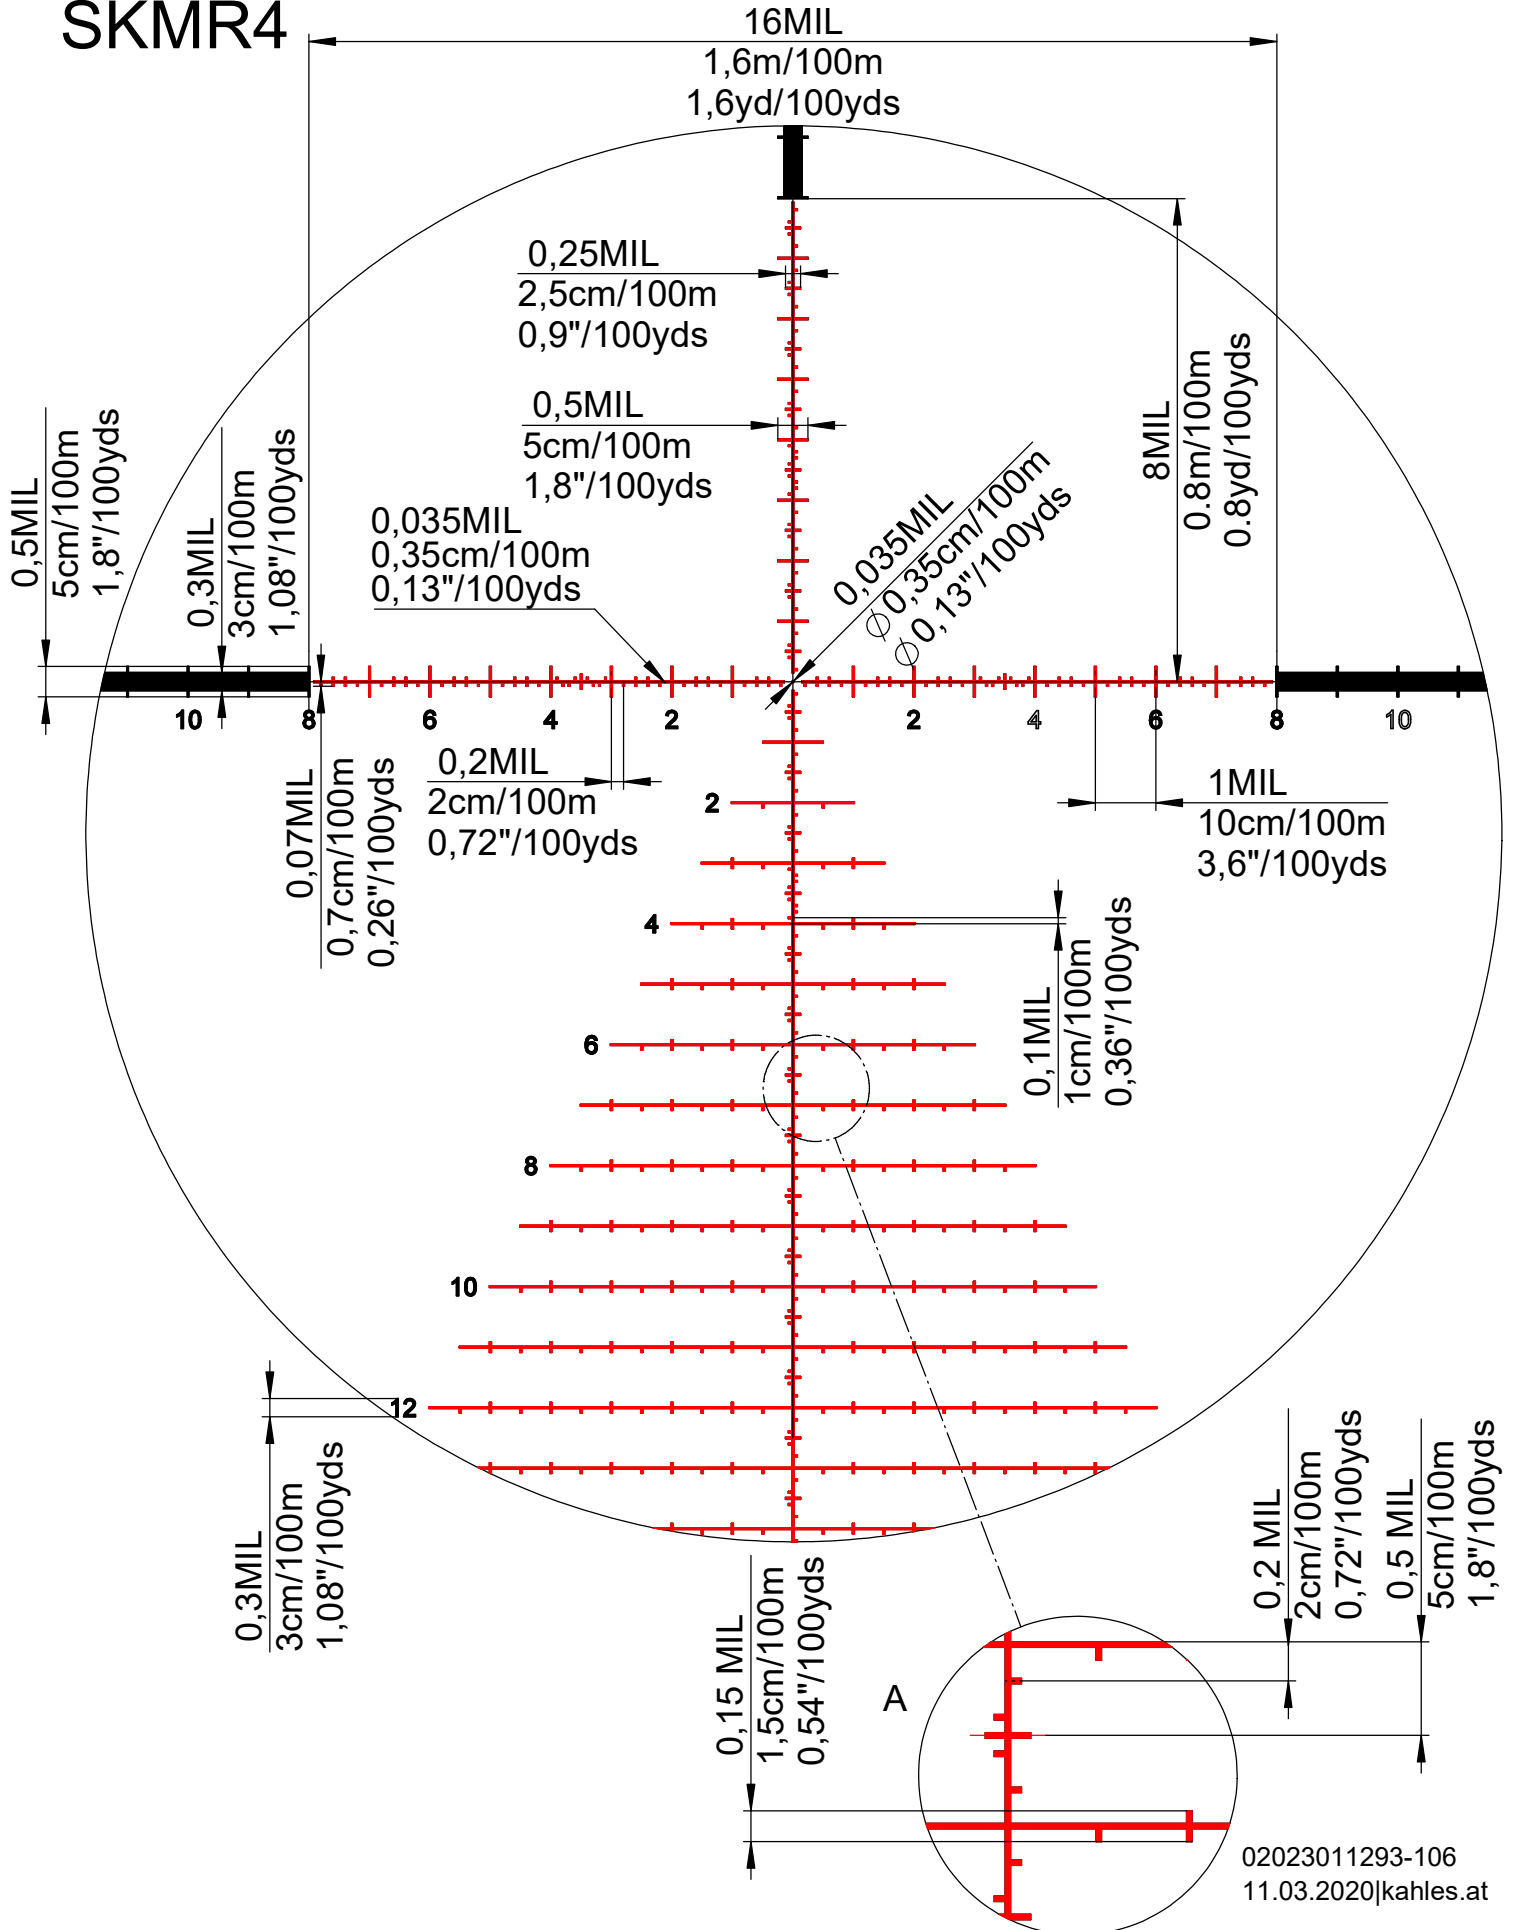 SKMR4
16MIL
1,6m/100m
1,6yd/100yds
0,25MIL
2,5cm/100m
0,9"/100yds
0,5MIL
5cm/100m
1,8"/100yds
0,035MIL
0,35cm/100m
0,13"/100yds
0,035MIL
∅ 0,35cm/100m
∅ 0,13"/100yds
8MIL
0.8m/100m
0.8yd/100yds
0,5MIL
5cm/100m
1,8"/100yds
0,3MIL
3cm/100m
1,08"/100yds
10 8 6 4 2 2 4 6 8 10
0,07MIL
0,7cm/100m
0,26"/100yds
0,2MIL
2cm/100m
0,72"/100yds
1MIL
10cm/100m
3,6"/100yds
2
4
6
8
10
12
0,1MIL
1cm/100m
0,36"/100yds
0,3MIL
3cm/100m
1,08"/100yds
0,15 MIL
1,5cm/100m
0,54"/100yds
A
0,2 MIL
2cm/100m
0,72"/100yds
0,5 MIL
5cm/100m
1,8"/100yds
02023011293-106
11.03.2020|kahles.at